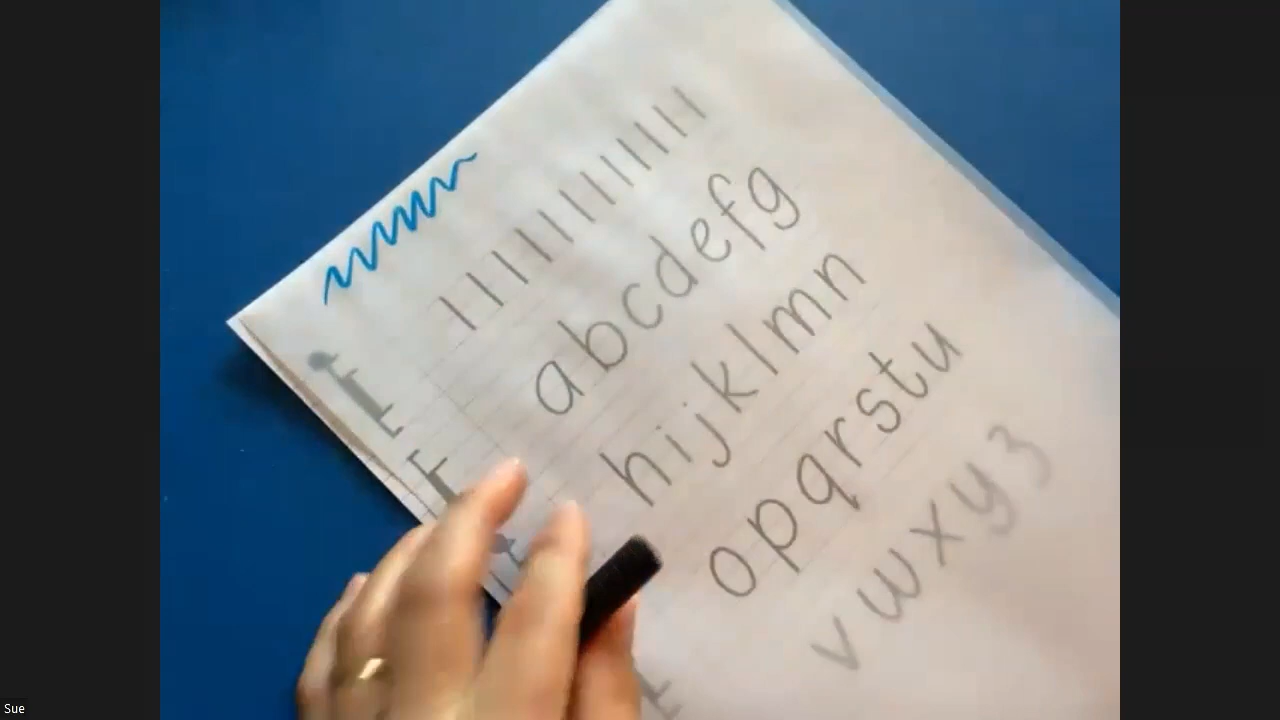 abcdefg
hijklmn
opqrstu
vwxyz
Sue